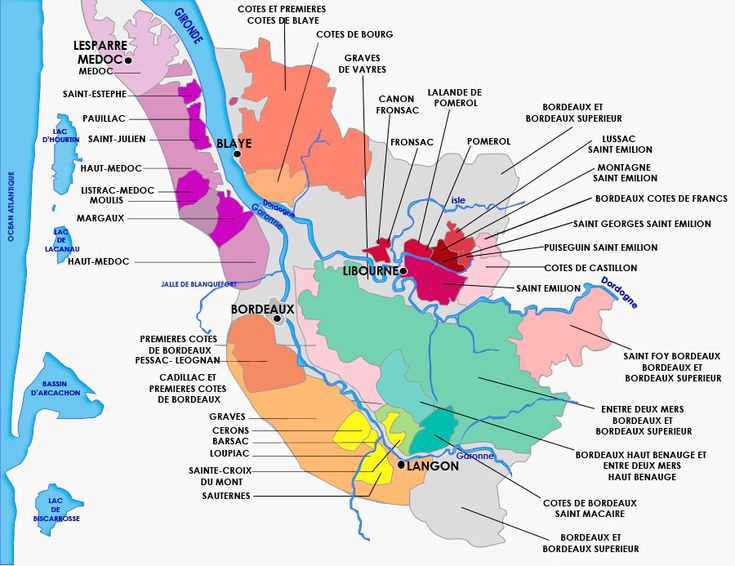 COTES ET PREMIERES
COTES DE BLAYE
COTES DE BOURG
GIRONDE
LESPARRE
MEDOC
MEDOC
GRAVES
DE VAYRES
CANON
FRONSAC
LALANDE DE
POMEROL
BORDEAUX ET
BORDEAUX SUPERIEUR
SAINT-ESTEPHE
PAUILLAC
SAINT-JULIEN
LAC
D'HOURTIN
BLAYE
FRONSAC
POMEROL
LUSSAC
SAINT EMILION
MONTAGNE
SAINT EMILION
HAUT-MEDOC
LISTRAC-MEDOC
MOULIS
MARGAUX
isle
BORDEAUX COTES DE FRANCS
OCEAN ATLANTIQUE
Dordogne
Garonne
SAINT GEORGES SAINT EMILION
LAC
DE
LACANAU
PUISEGUIN SAINT EMILION
HAUT-MEDOC
LIBOURNE
COTES DE CASTILLON
JALLE DE BLANQUEFORT
SAINT EMILION
Dordogne
BORDEAUX
PREMIERES COTES
DE BORDEAUX
PESSAC- LEOGNAN
SAINT FOY BORDEAUX
BORDEAUX ET
BORDEAUX SUPERIEUR
CADILLAC ET
PREMIERES COTES
DE BORDEAUX
BASSIN
D'ARCACHON
ENETRE DEUX MERS
BORDEAUX ET
BORDEAUX SUPERIEUR
GRAVES
CERONS
BARSAC
LOUPIAC
Garonne
BORDEAUX HAUT BENAUGE ET
ENTRE DEUX MERS
HAUT BENAUGE
SAINTE-CROIX
DU MONT
SAUTERNES
LANGON
LAC
DE
BISCARROSSE
COTES DE BORDEAUX
SAINT MACAIRE
BORDEAUX ET
BORDEAUX SUPERIEUR